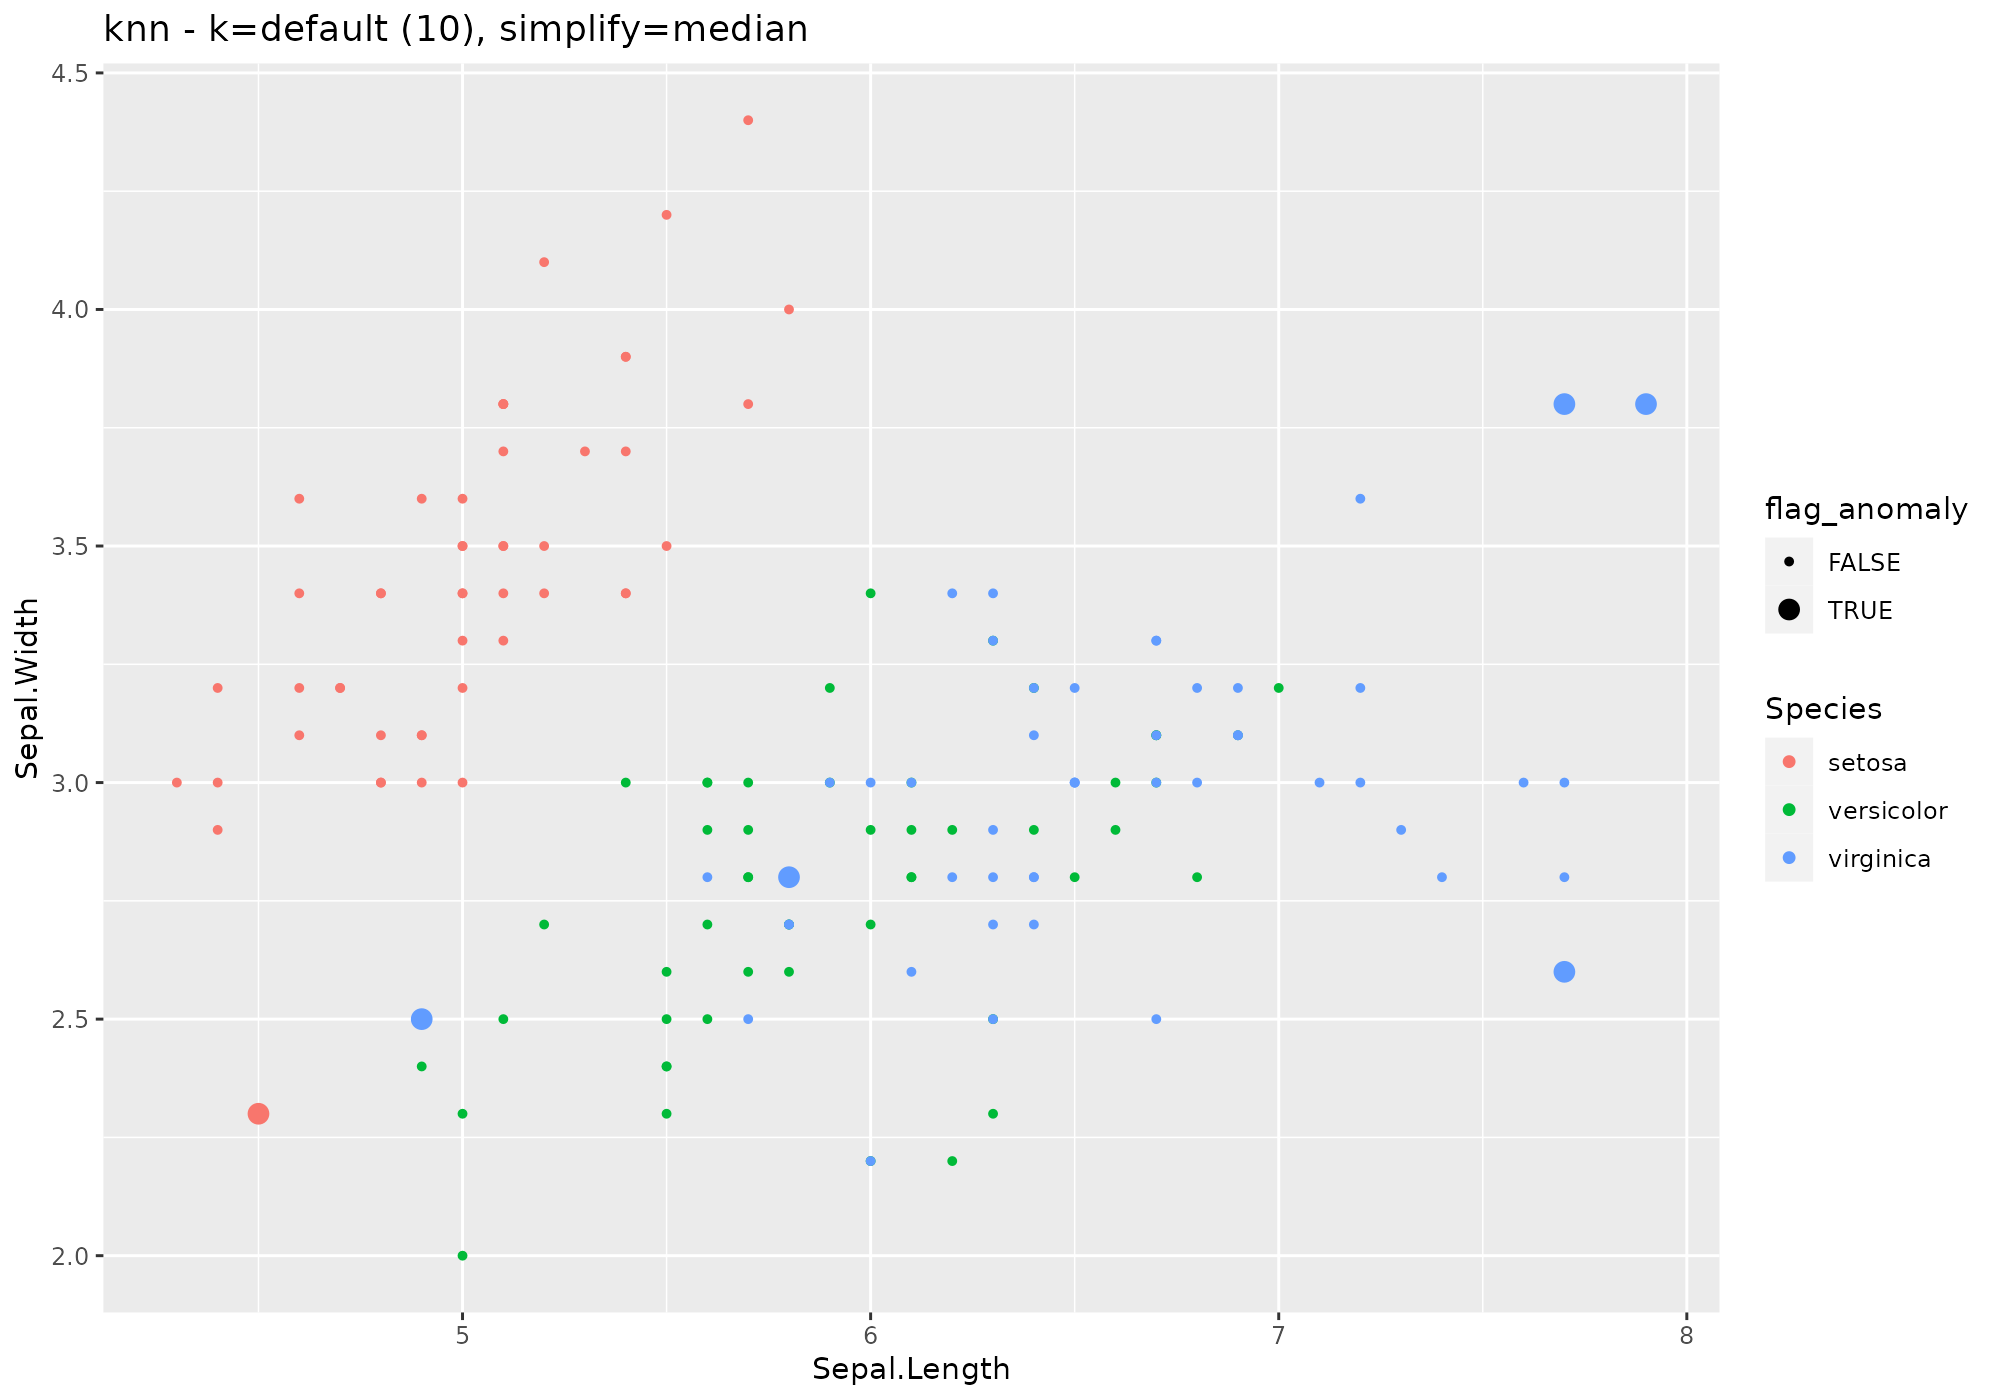 knn - k=default (10), simplify=median
4.5
4.0
3.5
3.0
2.5
2.0
Sepal.Width
5
6
7
8
Sepal.Length
flag_anomaly
FALSE
TRUE
Species
setosa
versicolor
virginica